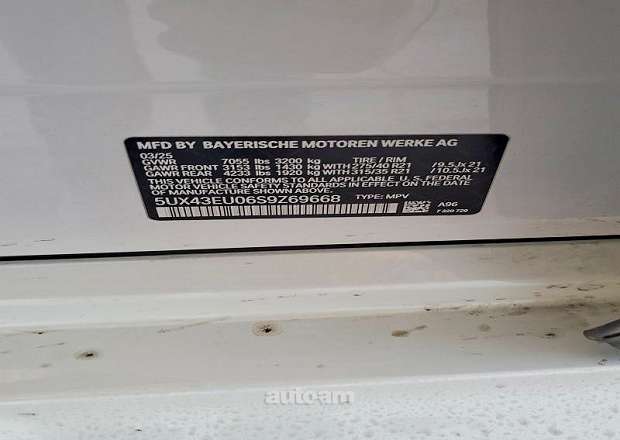 MFD BY BAYERISCHE MOTOREN WERKE AG
03/25
GVWR 7055 lbs 3200 kg TIRE / RIM
GAWR FRONT 3153 lbs 1430 kg WITH 275/40 R21 /9.5Jx21
GAWR REAR 4233 lbs 1920 kg WITH 315/35 R21 /10.5Jx21
THIS VEHICLE CONFORMS TO ALL APPLICABLE U.S. FEDERAL
MOTOR VEHICLE SAFETY STANDARDS IN EFFECT ON THE DATE OF
MANUFACTURE SHOWN ABOVE.
5UX43EU06S9Z69668 TYPE: MPV A96
autoam